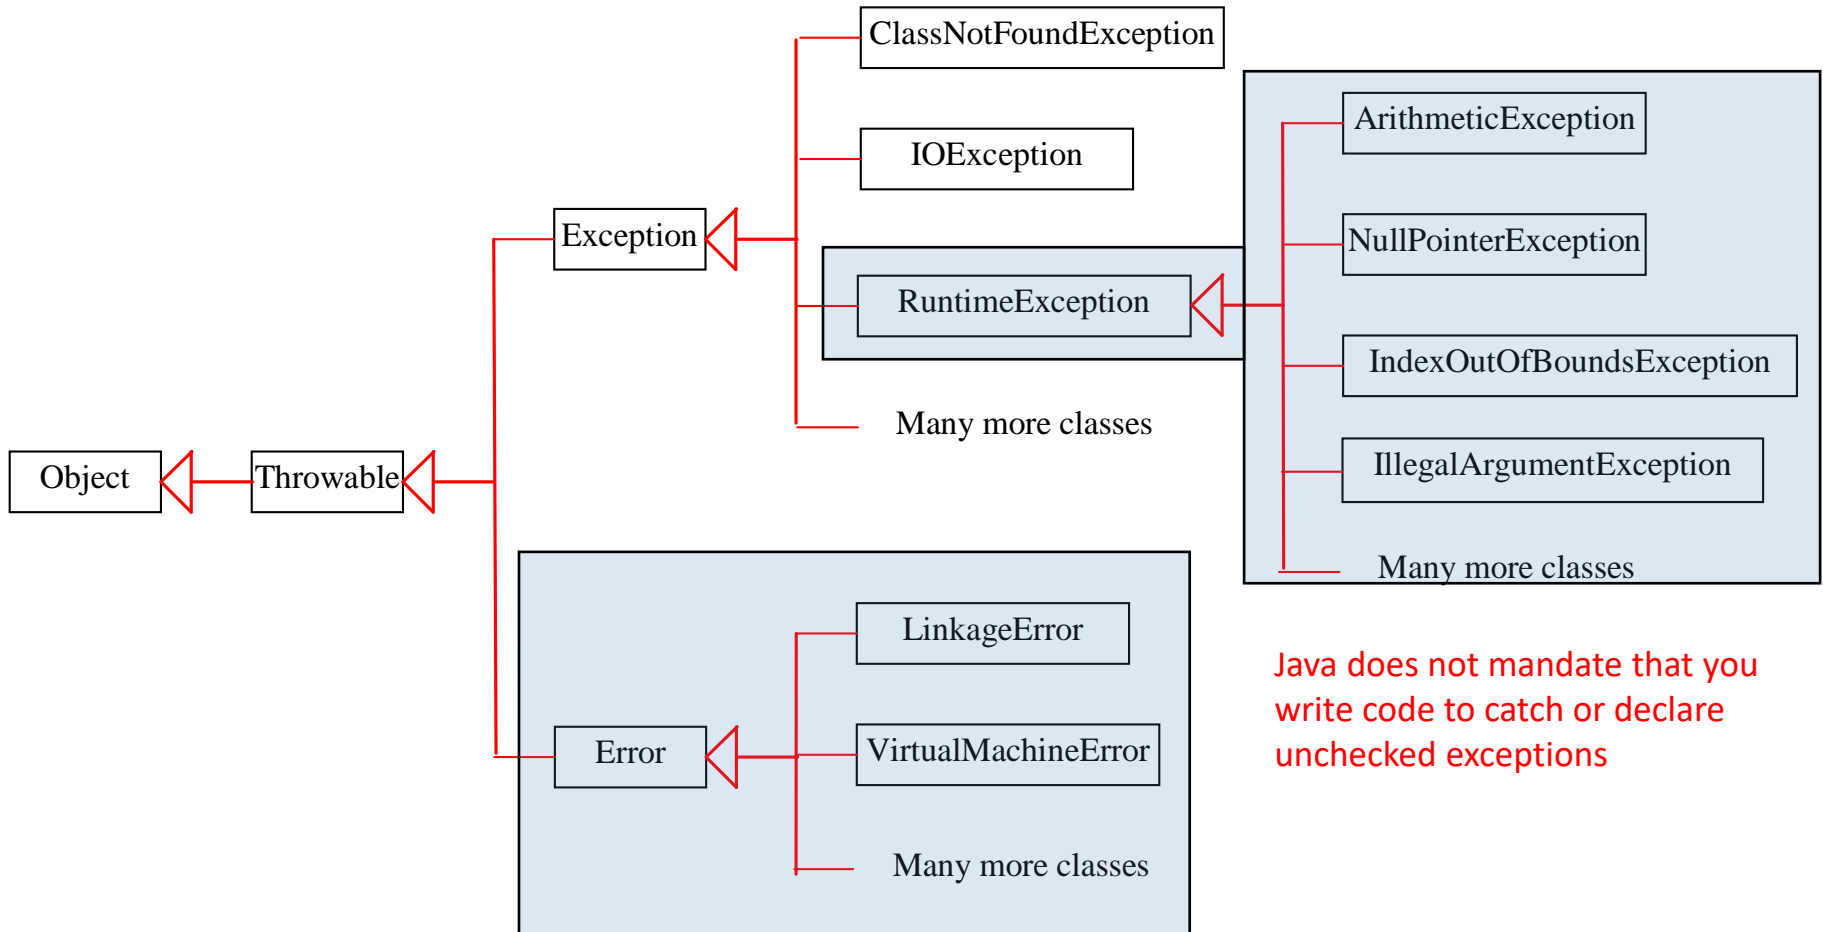 ClassNotFoundException
ArithmeticException
IOException
Exception
NullPointerException
RuntimeException
IndexOutOfBoundsException
Many more classes
IllegalArgumentException
Object
Throwable
Many more classes
LinkageError
Java does not mandate that you
write code to catch or declare
unchecked exceptions
Error
VirtualMachineError
Many more classes